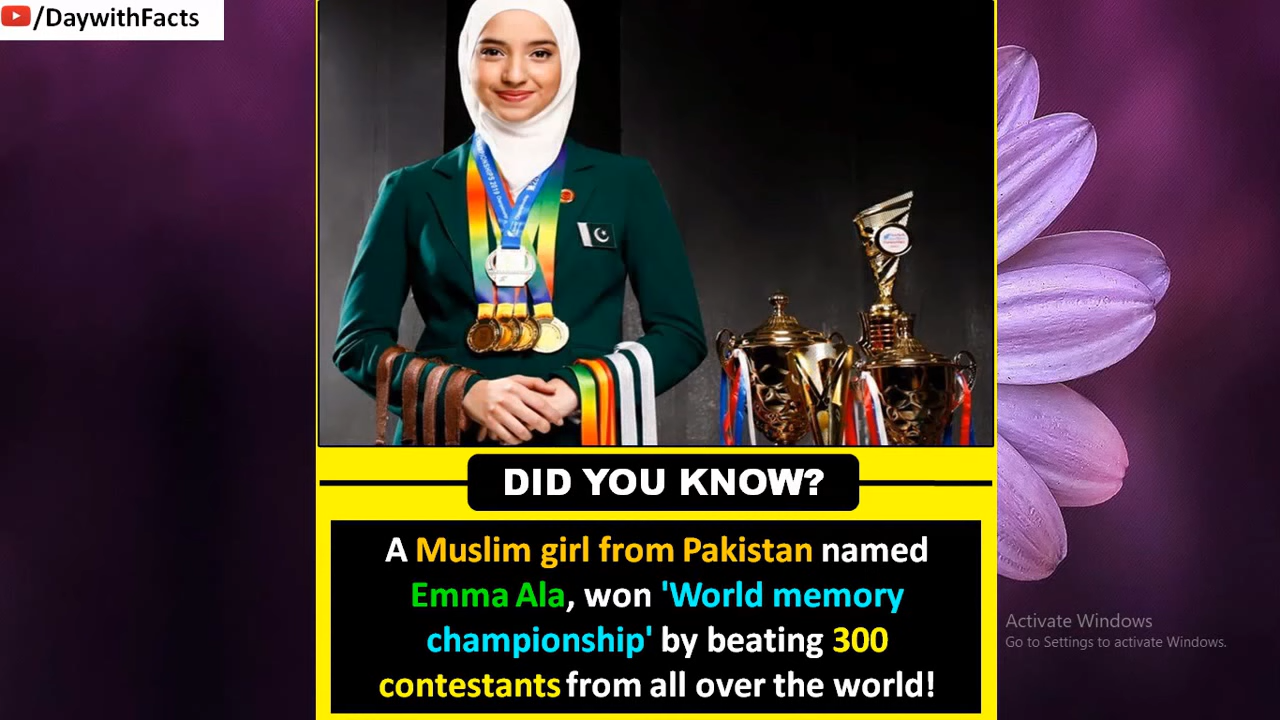 /DaywithFacts
DID YOU KNOW?
A Muslim girl from Pakistan named
Emma Ala, won 'World memory
championship' by beating 300
contestants from all over the world!
Activate Windows
Go to Settings to activate Windows.